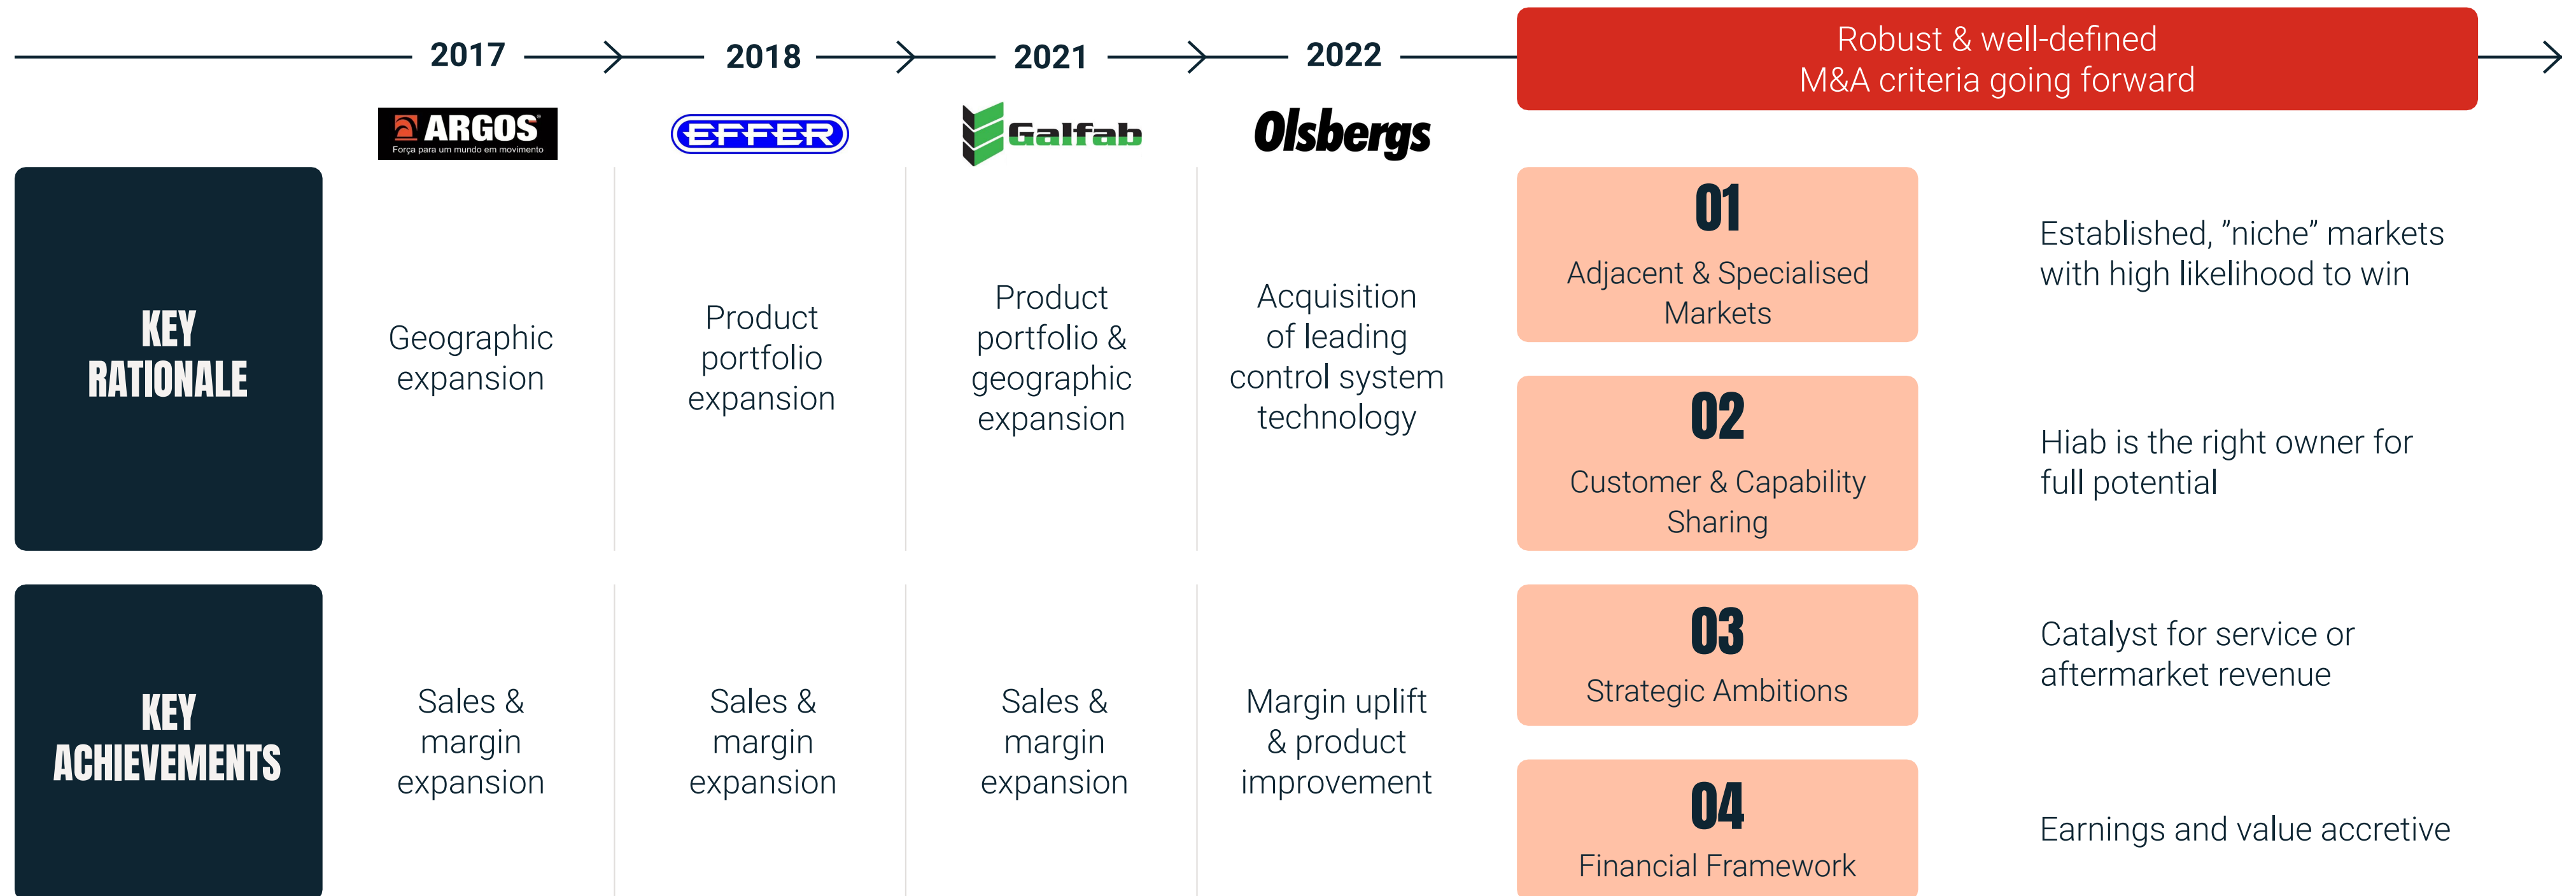 2017
2018
2021
2022
Robust & well-defined
M&A criteria going forward
ARGOS
Força para um mundo em movimento
EFFER
Galfab
Olsbergs
KEY
RATIONALE
Geographic
expansion
Product
portfolio
expansion
Product
portfolio &
geographic
expansion
Acquisition
of leading
control system
technology
KEY
ACHIEVEMENTS
Sales &
margin
expansion
Sales &
margin
expansion
Sales &
margin
expansion
Margin uplift
& product
improvement
01
Adjacent & Specialised
Markets
Established, ”niche” markets
with high likelihood to win
02
Customer & Capability
Sharing
Hiab is the right owner for
full potential
03
Strategic Ambitions
Catalyst for service or
aftermarket revenue
04
Financial Framework
Earnings and value accretive